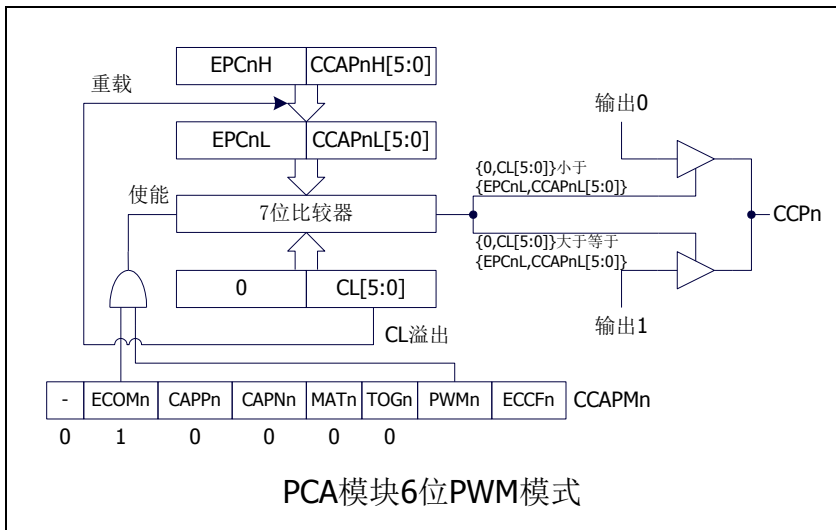 EPCnH CCAPnH[5:0]
重载
输出0
EPCnL CCAPnL[5:0]
{0,CL[5:0]}小于
{EPCnL,CCAPnL[5:0]}
使能
7位比较器
CCPn
{0,CL[5:0]}大于等于
{EPCnL,CCAPnL[5:0]}
0 CL[5:0]
输出1
CL溢出
- ECOMn CAPPn CAPNn MATn TOGn PWMn ECCFn CCAPMn
0 1 0 0 0 0
PCA模块6位PWM模式